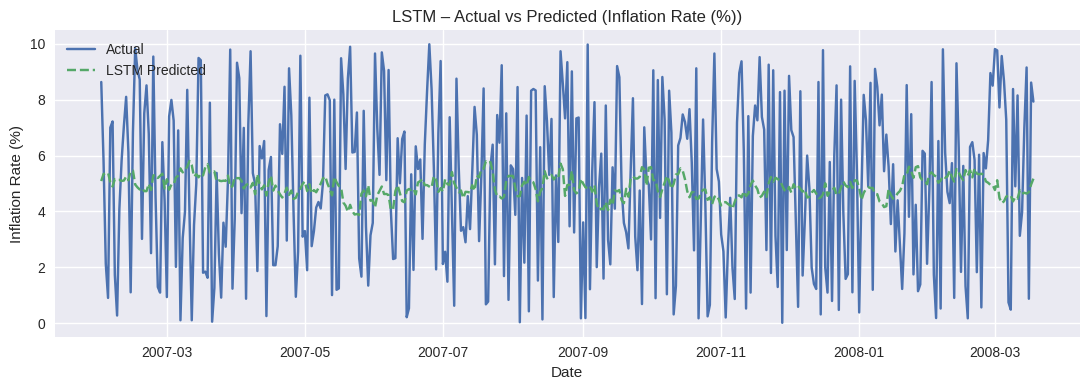 LSTM – Actual vs Predicted (Inflation Rate (%))
Actual
LSTM Predicted
Inflation Rate (%)
10
8
6
4
2
0
2007-03
2007-05
2007-07
2007-09
2007-11
2008-01
2008-03
Date